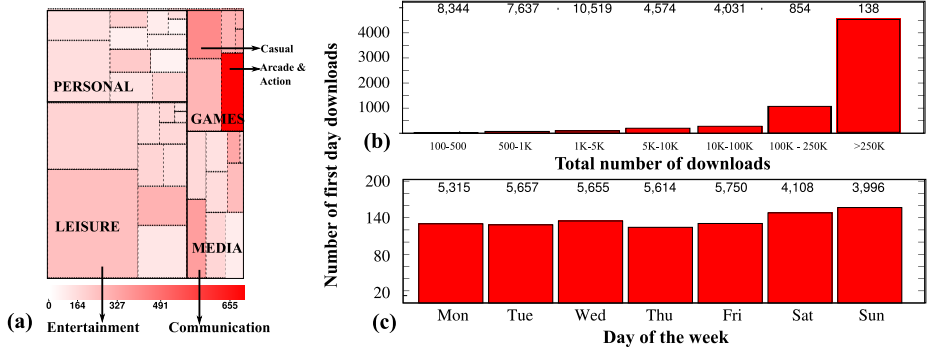 PERSONAL
GAMES
LEISURE
MEDIA
Casual
Arcade &
Action
0 164 327 491 655
(a)
Entertainment
Communication
Number of first day downloads
8,344 7,637 10,519 4,574 4,031 854 138
4000
3000
2000
1000
(b)
100-500 500-1K 1K-5K 5K-10K 10K-100K 100K - 250K >250K
Total number of downloads
200
140
80
20
5,315 5,657 5,655 5,614 5,750 4,108 3,996
(c)
Mon Tue Wed Thu Fri Sat Sun
Day of the week